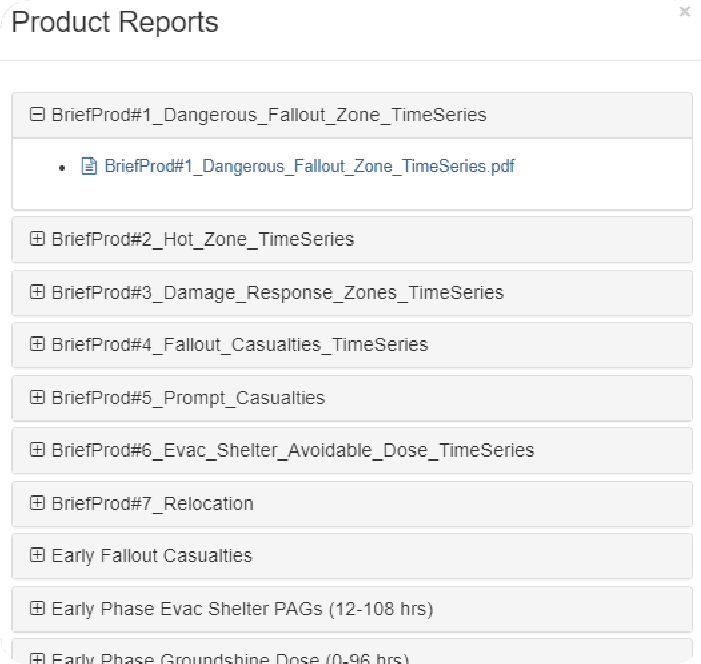 Product Reports
×
BriefProd#1_Dangerous_Fallout_Zone_TimeSeries
BriefProd#1_Dangerous_Fallout_Zone_TimeSeries.pdf
BriefProd#2_Hot_Zone_TimeSeries
BriefProd#3_Damage_Response_Zones_TimeSeries
BriefProd#4_Fallout_Casualties_TimeSeries
BriefProd#5_Prompt_Casualties
BriefProd#6_Evac_Shelter_Avoidable_Dose_TimeSeries
BriefProd#7_Relocation
Early Fallout Casualties
Early Phase Evac Shelter PAGs (12-108 hrs)
Early Phase Groundshine Dose (0-96 hrs)